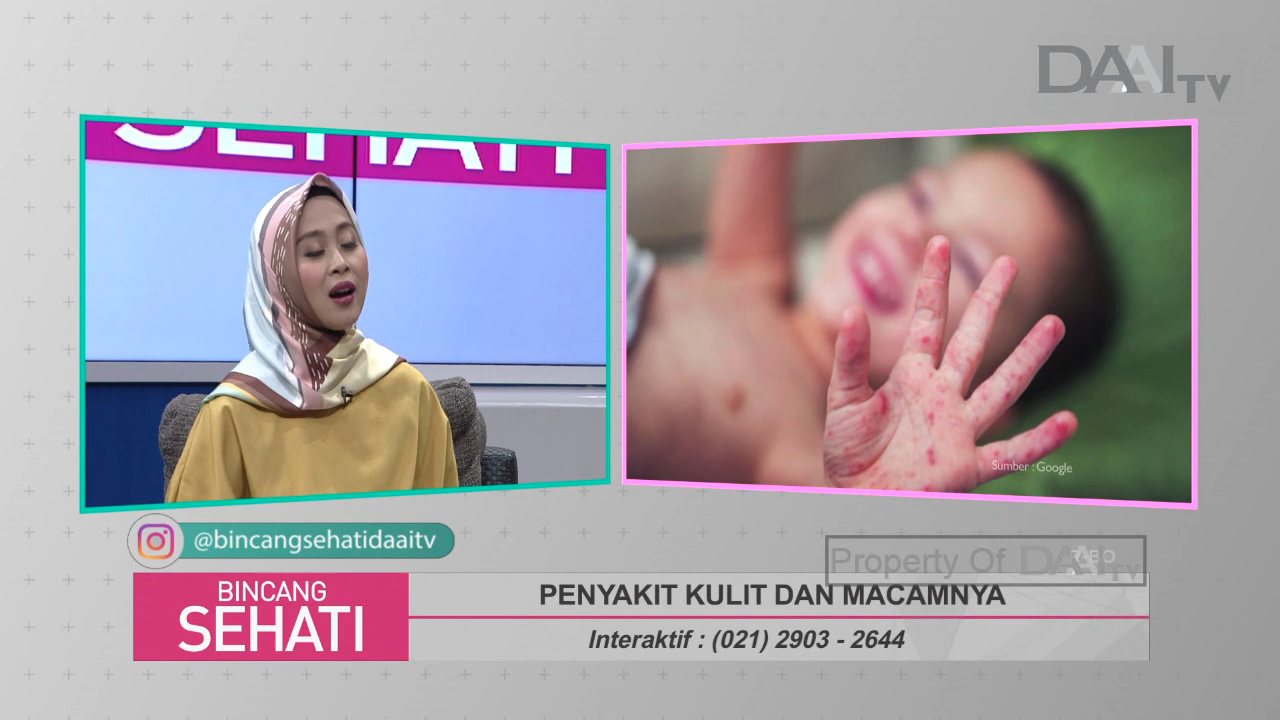 DAAI TV
SEHATI
Sumber : Google
@bincangsehatidaaitv
Property Of DAAI TV
BINCANG
SEHATI
PENYAKIT KULIT DAN MACAMNYA
Interaktif : (021) 2903 - 2644